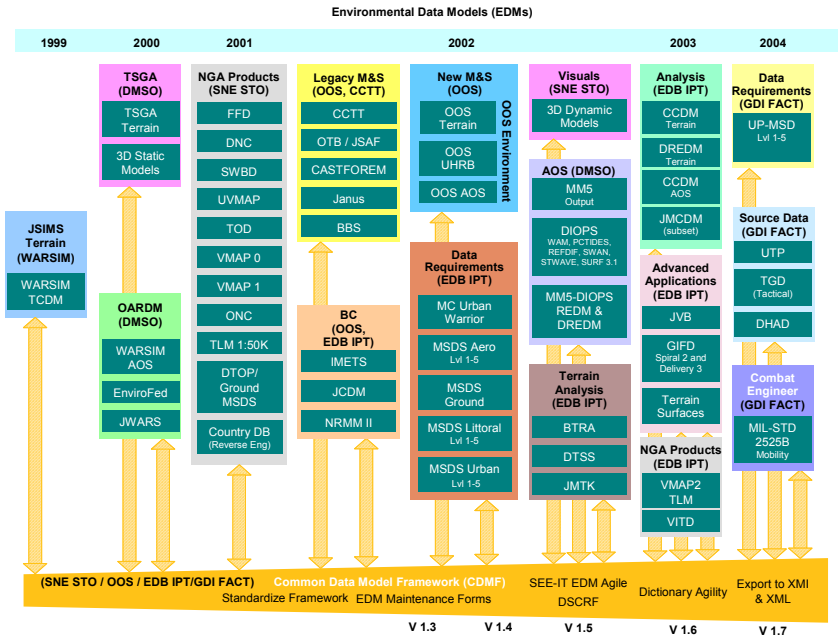 Environmental Data Models (EDMs)
1999
2000
2001
2002
2003
2004
JSIMS
Terrain
(WARSIM)
WARSIM
TCDM
TSGA
(DMSO)
TSGA
Terrain
3D Static
Models
OARDM
(DMSO)
WARSIM
AOS
EnviroFed
JWARS
NGA Products
(SNE STO)
FFD
DNC
SWBD
UVMAP
TOD
VMAP 0
VMAP 1
ONC
TLM 1:50K
DTOP/
Ground
MSDS
Country DB
(Reverse Eng)
Legacy M&S
(OOS, CCTT)
CCTT
OTB / JSAF
CASTFOREM
Janus
BBS
BC
(OOS,
EDB IPT)
IMETS
JCDM
NRMM II
New M&S
(OOS)
OOS
Terrain
OOS
UHRB
OOS AOS
OOS Environment
Data
Requirements
(EDB IPT)
MC Urban
Warrior
MSDS Aero
Lvl 1-5
MSDS
Ground
MSDS Littoral
Lvl 1-5
MSDS Urban
Lvl 1-5
Visuals
(SNE STO)
3D Dynamic
Models
AOS (DMSO)
MM5
Output
DIOPS
WAM, PCTIDES,
REFDIF, SWAN,
STWAVE, SURF 3.1
MM5-DIOPS
REDM &
DREDM
Terrain
Analysis
(EDB IPT)
BTRA
DTSS
JMTK
Analysis
(EDB IPT)
CCDM
Terrain
DREDM
Terrain
CCDM
AOS
JMCDM
(subset)
Advanced
Applications
(EDB IPT)
JVB
GIFD
Spiral 2 and
Delivery 3
Terrain
Surfaces
NGA Products
(EDB IPT)
VMAP2
TLM
VITD
Data
Requirements
(GDI FACT)
UP-MSD
Lvl 1-5
Source Data
(GDI FACT)
UTP
TGD
(Tactical)
DHAD
Combat
Engineer
(GDI FACT)
MIL-STD
2525B
Mobility
(SNE STO / OOS / EDB IPT/GDI FACT)
Common Data Model Framework (CDMF)
Standardize Framework
EDM Maintenance Forms
SEE-IT EDM Agile
DSCRF
Dictionary Agility
Export to XMI
& XML
V 1.3
V 1.4
V 1.5
V 1.6
V 1.7